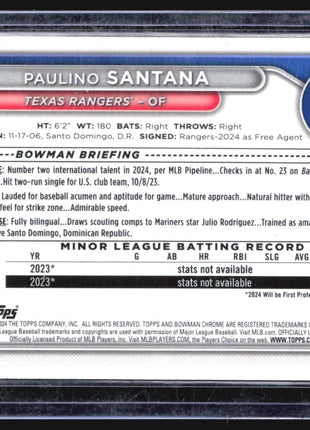 PAULINO SANTANA
TEXAS RANGERS™ - OF
HT: 6'2" WT: 180 BATS: Right THROWS: Right
N: 11-17-06, Santo Domingo, D.R. SIGNED: Rangers-2024 as Free Agent
BOWMAN BRIEFING
E: Number two international talent in 2024, per MLB Pipeline...Checks in at No. 23 on Ba
..Hit two-run single for U.S. club team, 10/8/23.
Lauded for baseball acumen and aptitude for game...Mature approach...Natural hitter with
feel for strike zone...Admirable speed.
SE: Fully bilingual...Draws scouting comps to Mariners star Julio Rodríguez...Trained as ama
ve Santo Domingo, Dominican Republic.
MINOR LEAGUE BATTING RECORD
YR G AB HR RBI SLG AVG
2023* stats not available
2023* stats not available
*2024 Will be First Profe
pps
2024 THE TOPPS COMPANY, INC. ALL RIGHTS RESERVED. TOPPS AND BOWMAN CHROME ARE REGISTERED TRADEMARKS
Major League Baseball trademarks and copyrights are used with permission of Major League Baseball. Visit MLB.com.
Officially Licensed Product of MLB Players, Inc. MLBPLAYERS.com, the Players Choice on the web. WWW.TOPPS.C